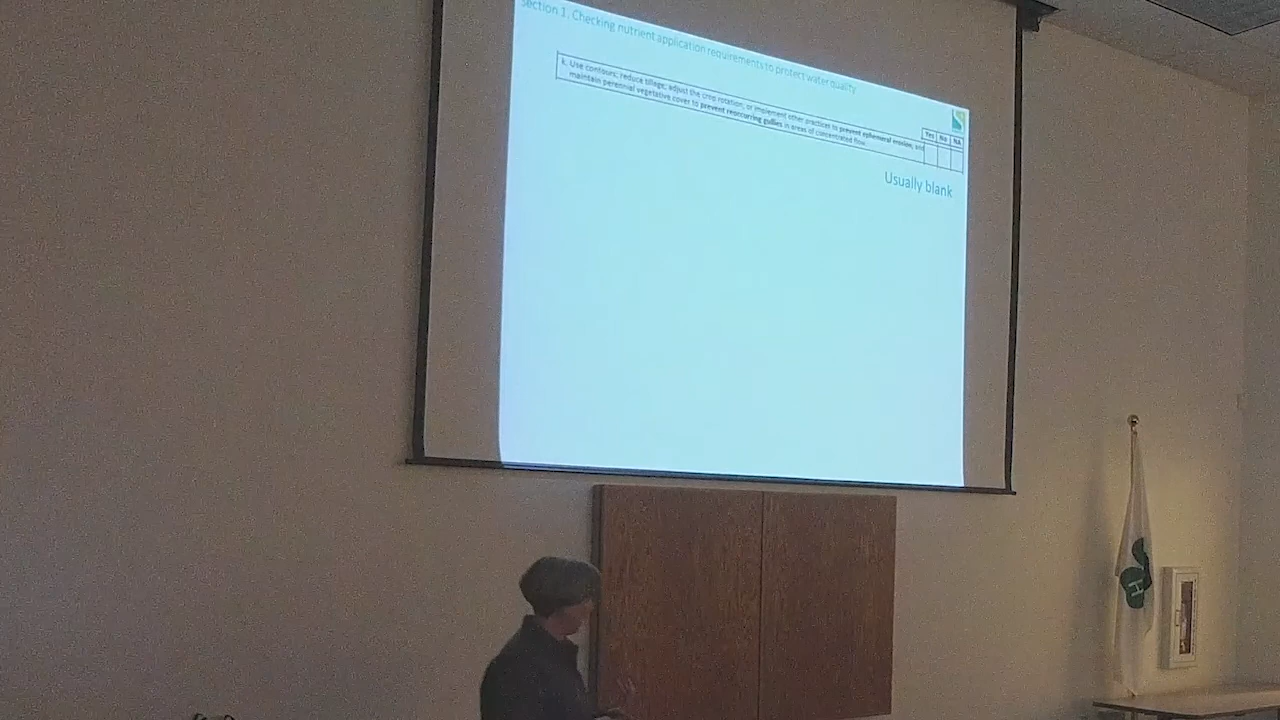 Section 1. Checking nutrient application requirements to protect water quality
Yes No NA
k. Use contours; reduce tillage; adjust the crop rotation; or implement other practices to prevent ephemeral erosion; and
maintain perennial vegetative cover to prevent reoccurring gullies in areas of concentrated flow.
Usually blank
H